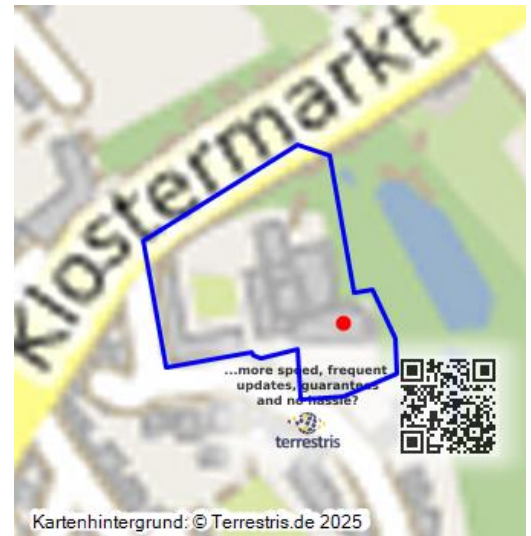 Klostermarkt
...more speed, frequent
updates, guarantees
and no hassle?
terrestris
Kartenhintergrund: © Terrestris.de 2025